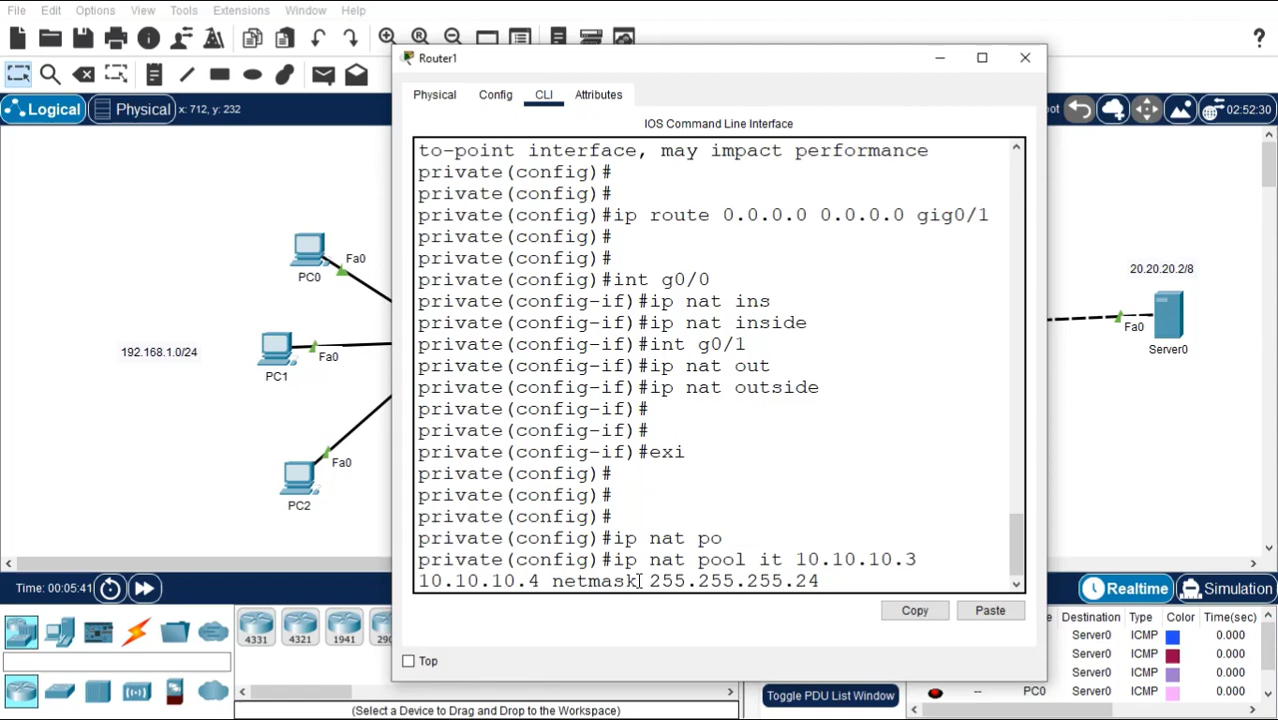 File Edit Options View Tools Extensions Window Help
Logical Physical x: 712, y: 232
ot
02:52:30
Router1
Physical Config CLI Attributes
IOS Command Line Interface
to-point interface, may impact performance
private(config)#
private(config)#
private(config)#ip route 0.0.0.0 0.0.0.0 gig0/1
private(config)#
private(config)#
private(config)#int g0/0
private(config-if)#ip nat ins
private(config-if)#ip nat inside
private(config-if)#int g0/1
private(config-if)#ip nat out
private(config-if)#ip nat outside
private(config-if)#
private(config-if)#
private(config-if)#exi
private(config)#
private(config)#
private(config)#
private(config)#ip nat po
private(config)#ip nat pool it 10.10.10.3
10.10.10.4 netmask 255.255.255.24
Copy Paste
Top
PC0
Fa0
PC1
Fa0
192.168.1.0/24
PC2
Fa0
20.20.20.2/8
Fa0
Server0
Time: 00:05:41
Realtime Simulation
4331 4321 1941 290
(Select a Device to Drag and Drop to the Workspace)
Toggle PDU List Window
Destination Type Color Time(sec)
Server0 ICMP 0.000
Server0 ICMP 0.000
Server0 ICMP 0.000
-- PC0 Server0 ICMP 0.000